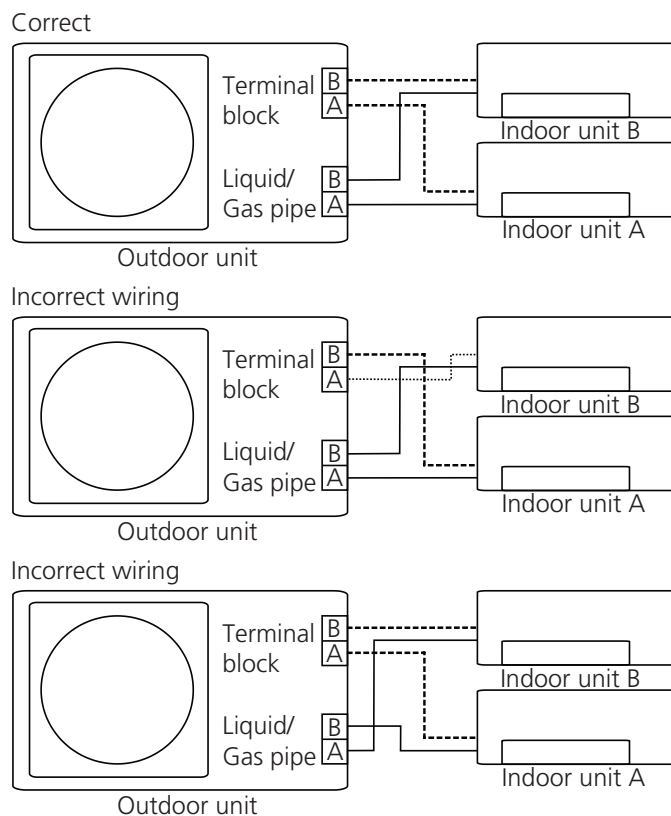 Correct
Terminal block
B
A
Liquid/
Gas pipe
B
A
Outdoor unit
Indoor unit B
Indoor unit A
Incorrect wiring
Terminal
block
B
A
Liquid/
Gas pipe
B
A
Outdoor unit
Indoor unit B
Indoor unit A
Incorrect wiring
Terminal
block
B
A
Liquid/
Gas pipe
B
A
Outdoor unit
Indoor unit B
Indoor unit A